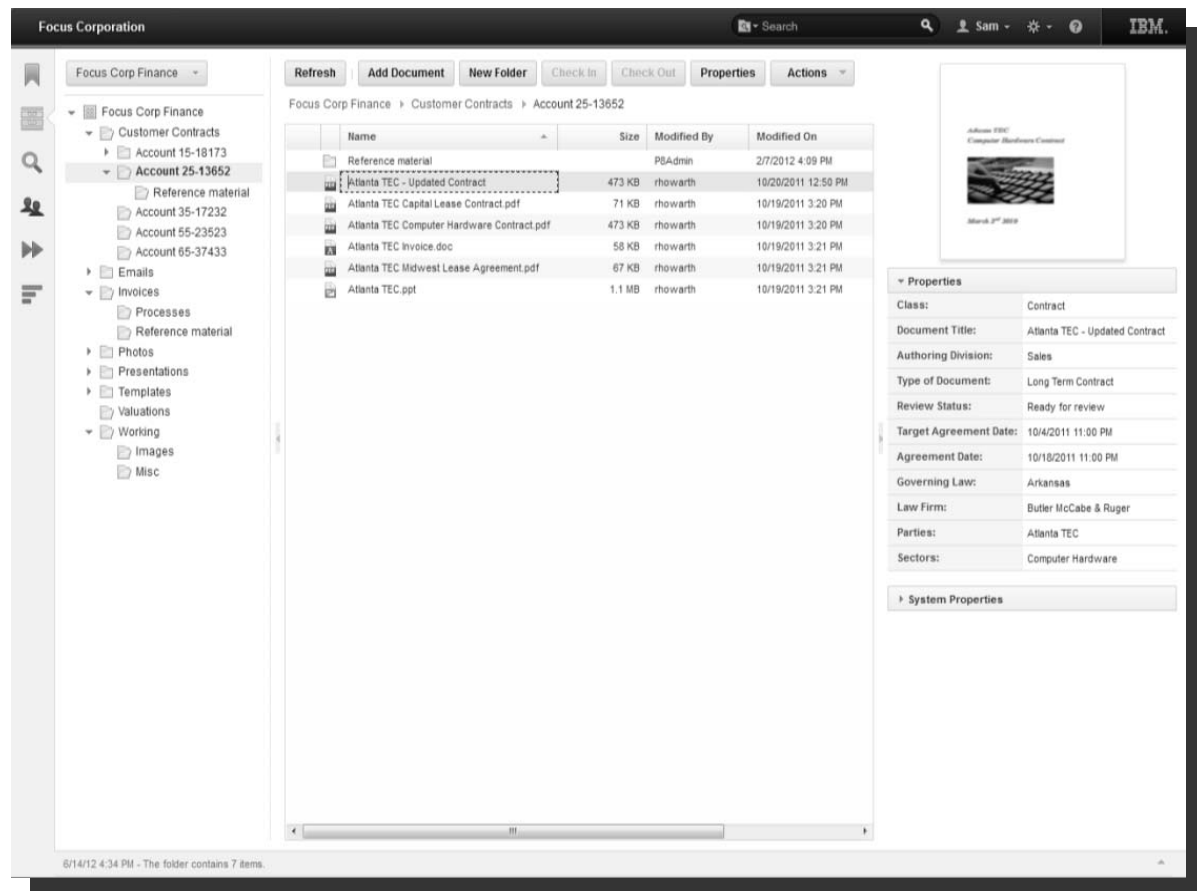 Focus Corporation
Search
Sam
IBM.
Focus Corp Finance
Refresh Add Document New Folder Check In Check Out Properties Actions
Focus Corp Finance Customer Contracts Account 25-13652
Focus Corp Finance
Customer Contracts
Account 15-18173
Account 25-13652
Reference material
Account 35-17232
Account 55-23523
Account 65-37433
Emails
Invoices
Processes
Reference material
Photos
Presentations
Templates
Valuations
Working
Images
Misc
Name Size Modified By Modified On
Reference material P8Admin 2/7/2012 4:09 PM
Atlanta TEC - Updated Contract 473 KB rhowarth 10/20/2011 12:50 PM
Atlanta TEC Capital Lease Contract.pdf 71 KB rhowarth 10/19/2011 3:20 PM
Atlanta TEC Computer Hardware Contract.pdf 473 KB rhowarth 10/19/2011 3:20 PM
Atlanta TEC Invoice.doc 58 KB rhowarth 10/19/2011 3:21 PM
Atlanta TEC Midwest Lease Agreement.pdf 67 KB rhowarth 10/19/2011 3:21 PM
Atlanta TEC.ppt 1.1 MB rhowarth 10/19/2011 3:21 PM
Computer Hardware Contract
Properties
Class: Contract
Document Title: Atlanta TEC - Updated Contract
Authoring Division: Sales
Type of Document: Long Term Contract
Review Status: Ready for review
Target Agreement Date: 10/4/2011 11:00 PM
Agreement Date: 10/18/2011 11:00 PM
Governing Law: Arkansas
Law Firm: Butler McCabe & Ruger
Parties: Atlanta TEC
Sectors: Computer Hardware
System Properties
6/14/12 4:34 PM - The folder contains 7 items.